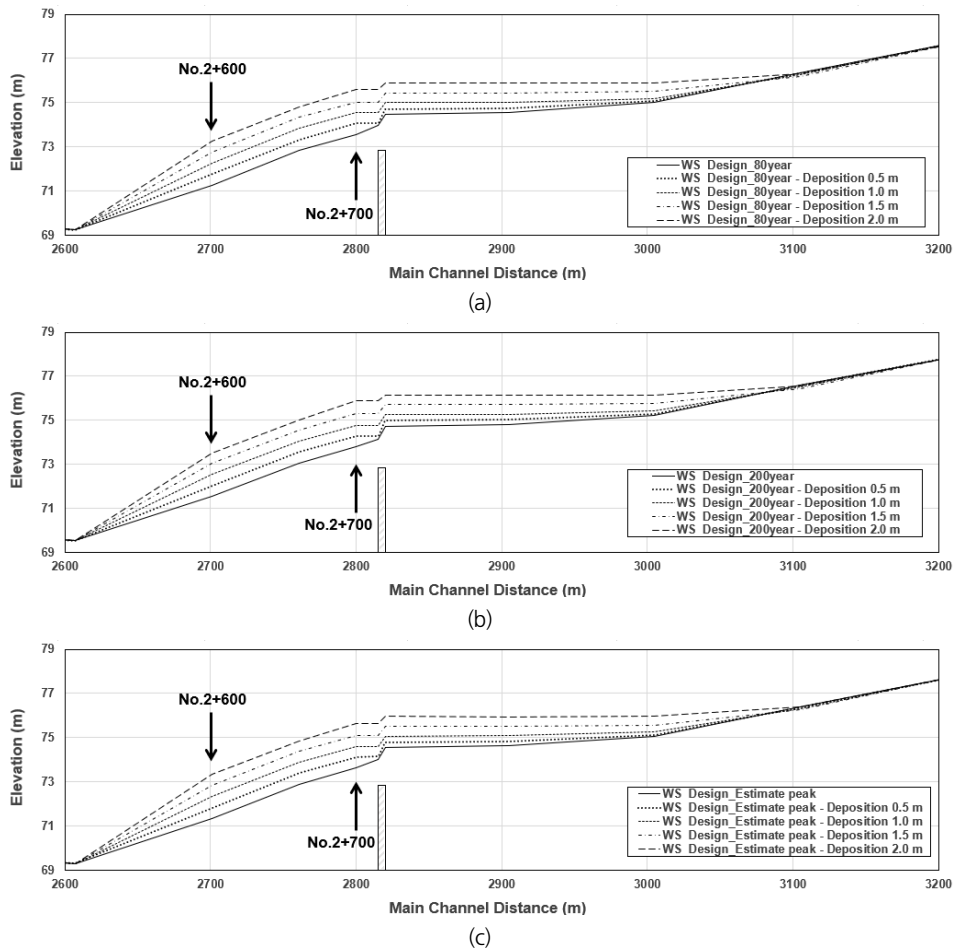 79
77
75
73
71
69
Elevation (m)
No.2+600
No.2+700
WS Design_80year
WS Design_80year - Deposition 0.5 m
WS Design_80year - Deposition 1.0 m
WS Design_80year - Deposition 1.5 m
WS Design_80year - Deposition 2.0 m
2600 2700 2800 2900 3000 3100 3200
Main Channel Distance (m)
(a)
79
77
75
73
71
69
Elevation (m)
No.2+600
No.2+700
WS Design_200year
WS Design_200year - Deposition 0.5 m
WS Design_200year - Deposition 1.0 m
WS Design_200year - Deposition 1.5 m
WS Design_200year - Deposition 2.0 m
2600 2700 2800 2900 3000 3100 3200
Main Channel Distance (m)
(b)
79
77
75
73
71
69
Elevation (m)
No.2+600
No.2+700
WS Design_Estimate peak
WS Design_Estimate peak - Deposition 0.5 m
WS Design_Estimate peak - Deposition 1.0 m
WS Design_Estimate peak - Deposition 1.5 m
WS Design_Estimate peak - Deposition 2.0 m
2600 2700 2800 2900 3000 3100 3200
Main Channel Distance (m)
(c)